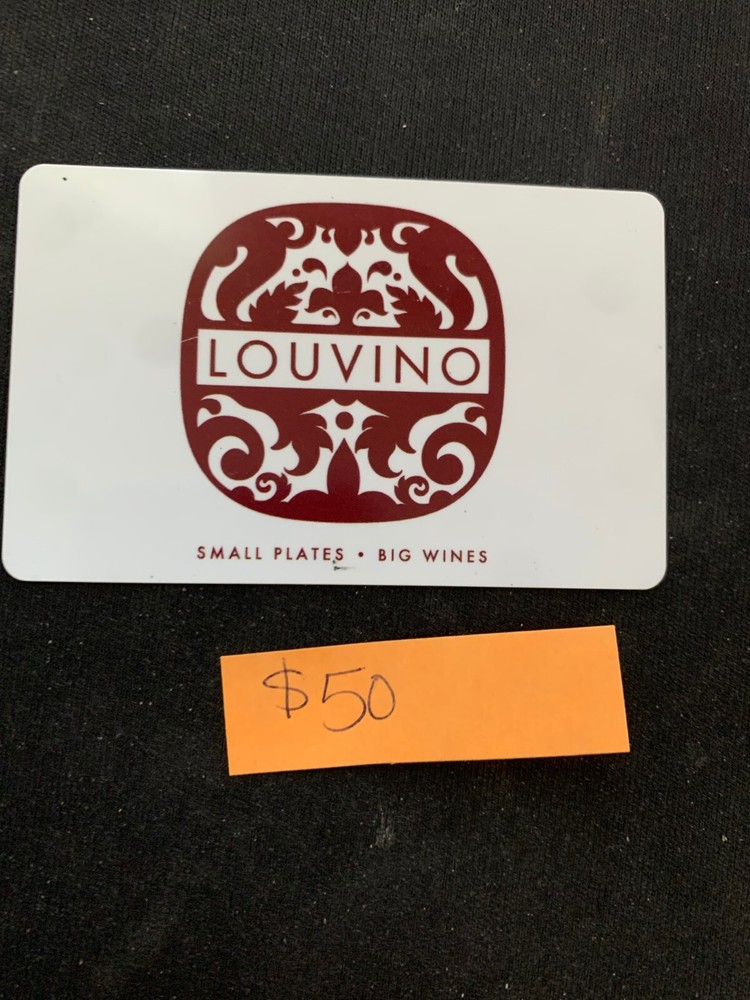 LOUVINO
SMALL PLATES • BIG WINES
$50